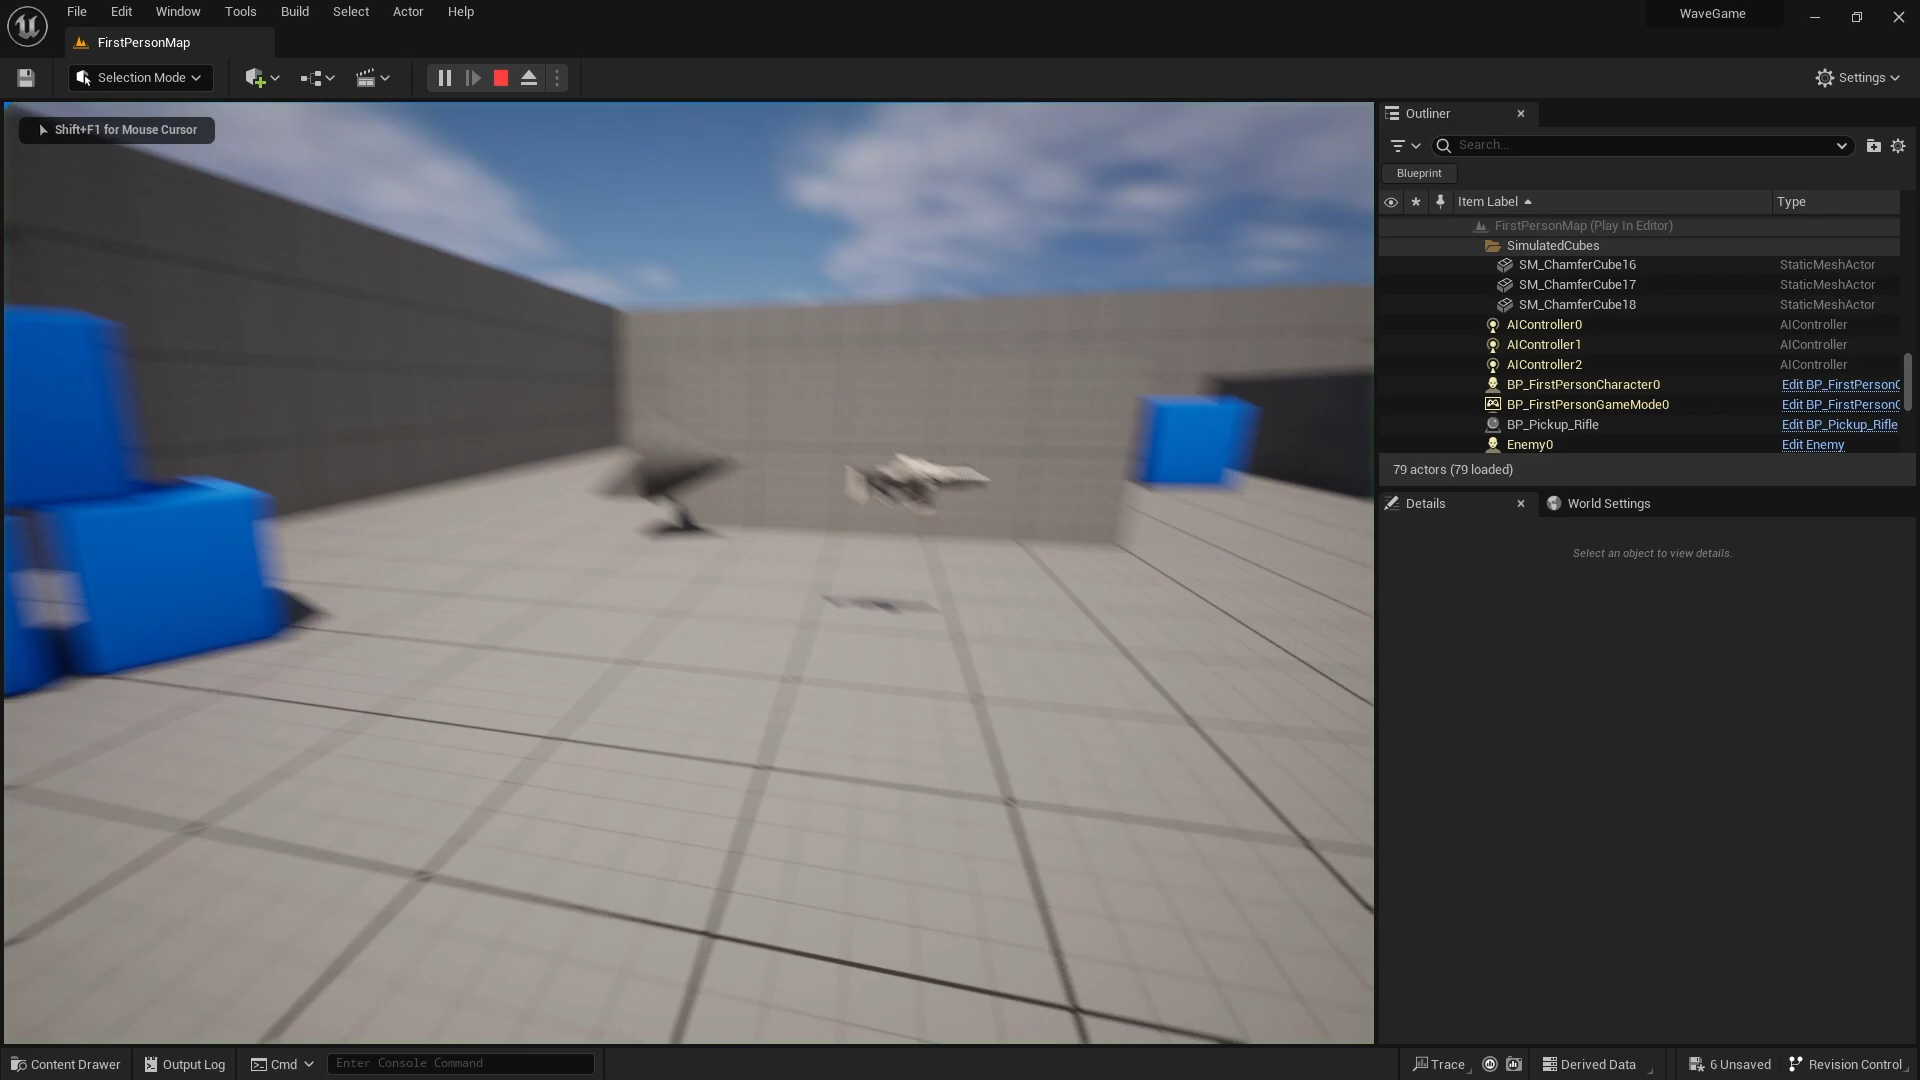 File Edit Window Tools Build Select Actor Help
WaveGame
FirstPersonMap
Selection Mode
Settings
Shift+F1 for Mouse Cursor
Outliner
Search...
Blueprint
Item Label Type
FirstPersonMap (Play In Editor)
SimulatedCubes
SM_ChamferCube16 StaticMeshActor
SM_ChamferCube17 StaticMeshActor
SM_ChamferCube18 StaticMeshActor
AIController0 AIController
AIController1 AIController
AIController2 AIController
BP_FirstPersonCharacter0 Edit BP_FirstPersonC
BP_FirstPersonGameMode0 Edit BP_FirstPersonG
BP_Pickup_Rifle Edit BP_Pickup_Rifle
Enemy0 Edit Enemy
79 actors (79 loaded)
Details World Settings
Select an object to view details.
Content Drawer Output Log Cmd Enter Console Command
Trace Derived Data 6 Unsaved Revision Control